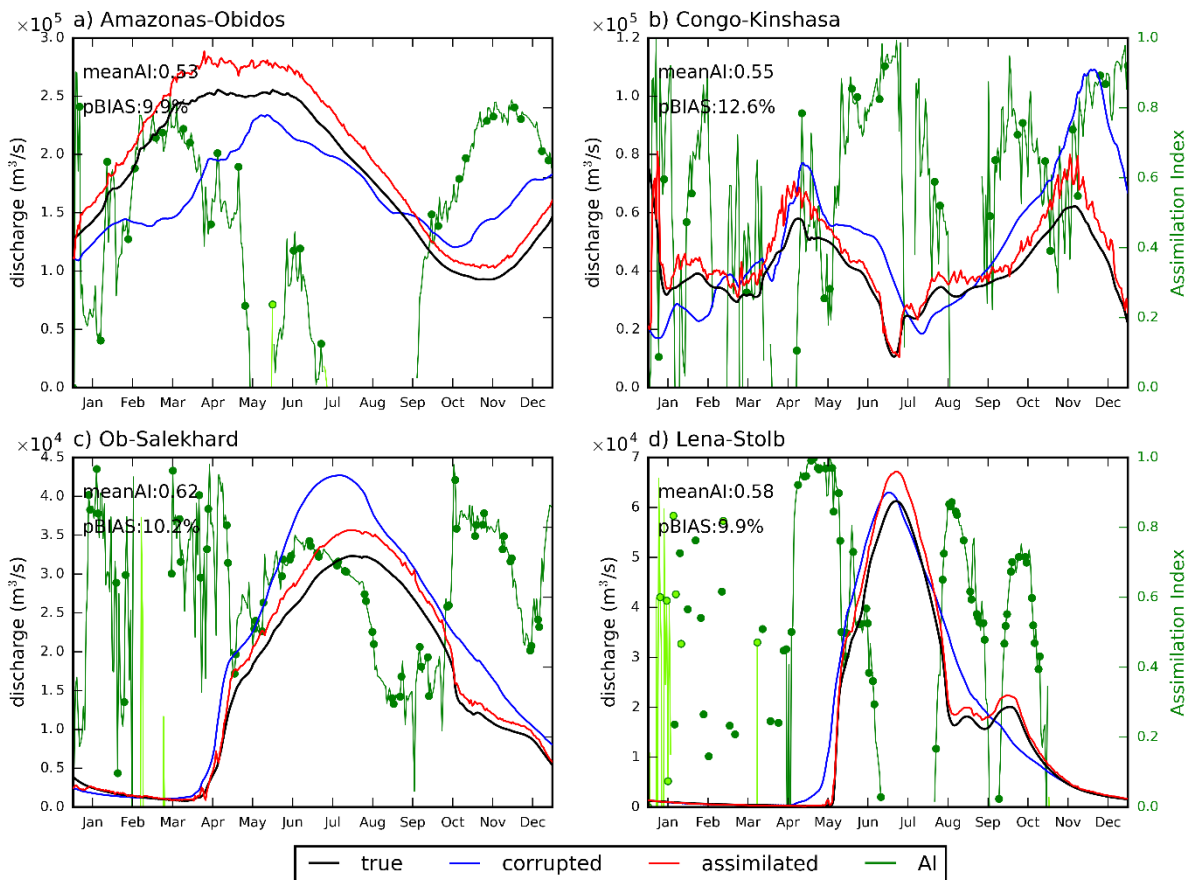 ×10⁵ a) Amazonas-Obidos
3.0
2.5
2.0
1.5
1.0
0.5
0.0
discharge (m³/s)
meanAI:0.53
pBIAS:9.9%
Jan Feb Mar Apr May Jun Jul Aug Sep Oct Nov Dec
×10⁵ b) Congo-Kinshasa
1.2
1.0
0.8
0.6
0.4
0.2
0.0
discharge (m³/s)
meanAI:0.55
pBIAS:12.6%
Jan Feb Mar Apr May Jun Jul Aug Sep Oct Nov Dec
1.0
0.8
0.6
0.4
0.2
0.0
Assimilation Index
×10⁴ c) Ob-Salekhard
4.5
4.0
3.5
3.0
2.5
2.0
1.5
1.0
0.5
0.0
discharge (m³/s)
meanAI:0.62
pBIAS:10.2%
Jan Feb Mar Apr May Jun Jul Aug Sep Oct Nov Dec
×10⁴ d) Lena-Stolb
7
6
5
4
3
2
1
0
discharge (m³/s)
meanAI:0.58
pBIAS:9.9%
Jan Feb Mar Apr May Jun Jul Aug Sep Oct Nov Dec
1.0
0.8
0.6
0.4
0.2
0.0
Assimilation Index
true corrupted assimilated AI